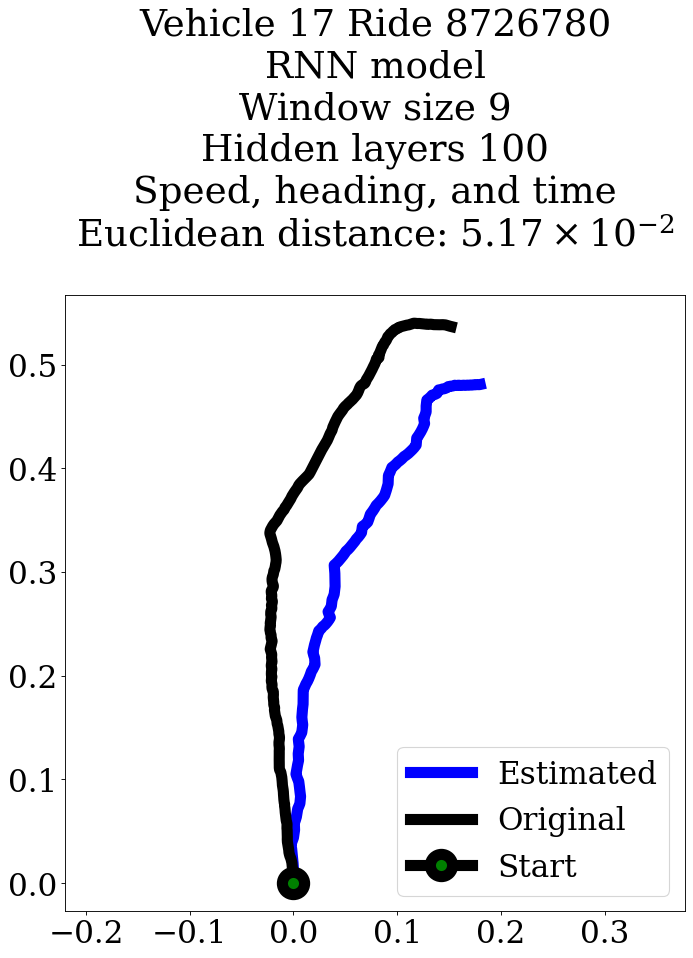 Vehicle 17 Ride 8726780
RNN model
Window size 9
Hidden layers 100
Speed, heading, and time
Euclidean distance: 5.17 × 10⁻²
0.5
0.4
0.3
0.2
0.1
0.0
Estimated
Original
Start
−0.2 −0.1 0.0 0.1 0.2 0.3